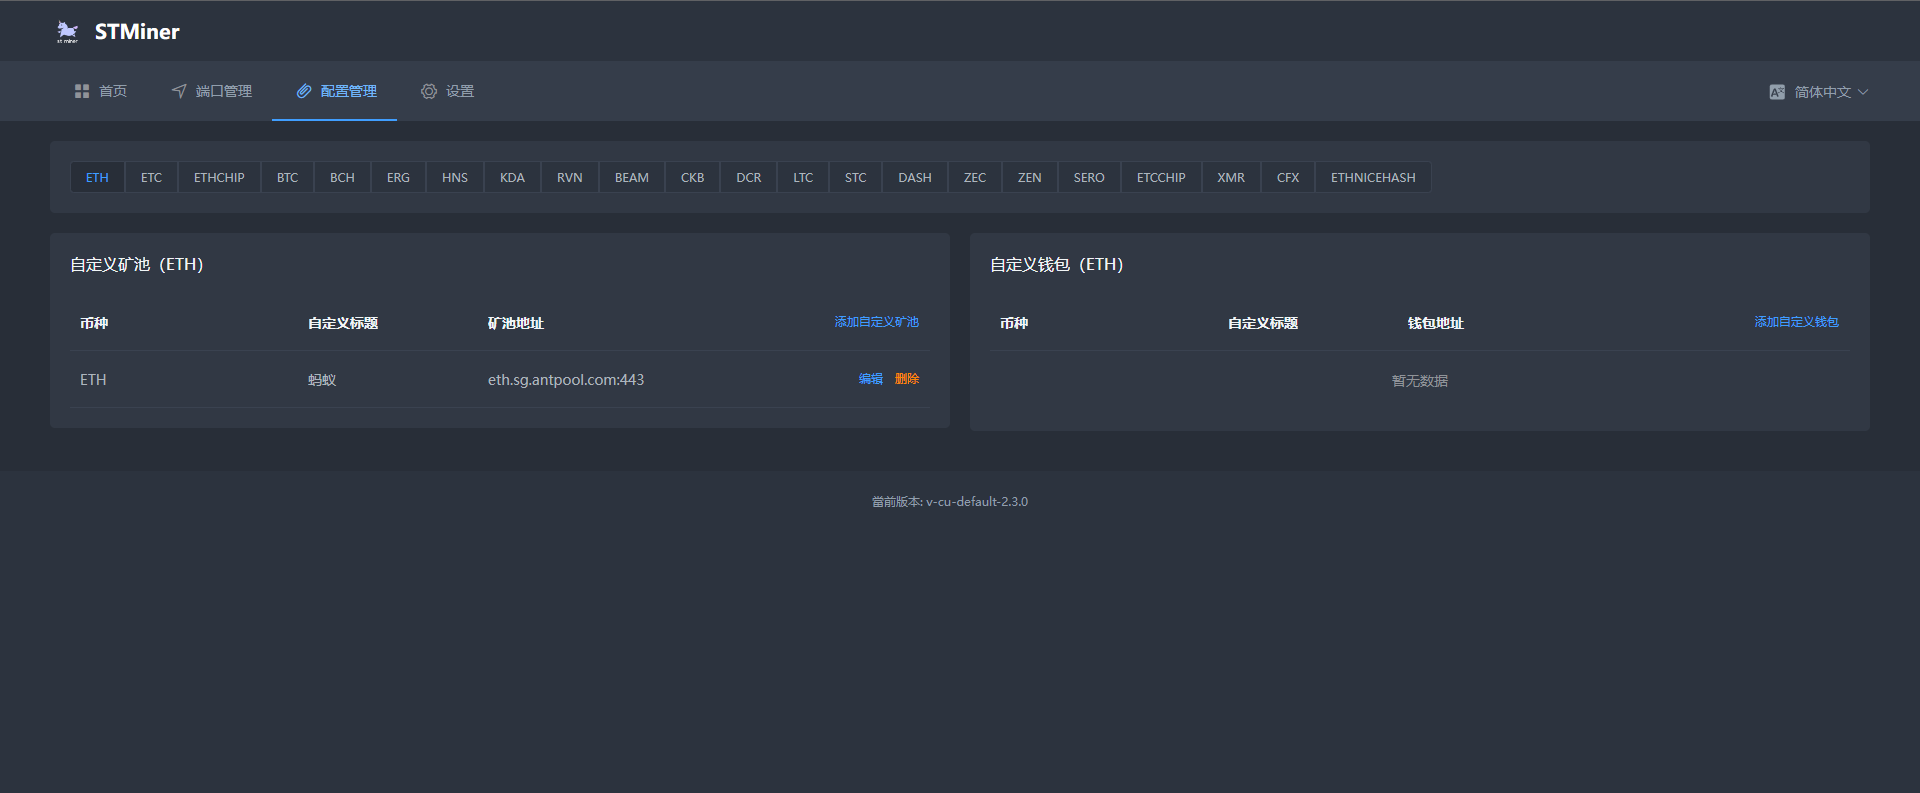 st miner
STMiner
首页 端口管理 配置管理 设置 简体中文
ETH ETC ETHCHIP BTC BCH ERG HNS KDA RVN BEAM CKB DCR LTC STC DASH ZEC ZEN SERO ETCCHIP XMR CFX ETHNICEHASH
自定义矿池（ETH）
币种 自定义标题 矿池地址 添加自定义矿池
ETH 蚂蚁 eth.sg.antpool.com:443 编辑 删除
自定义钱包（ETH）
币种 自定义标题 钱包地址 添加自定义钱包
暂无数据
當前版本: v-cu-default-2.3.0